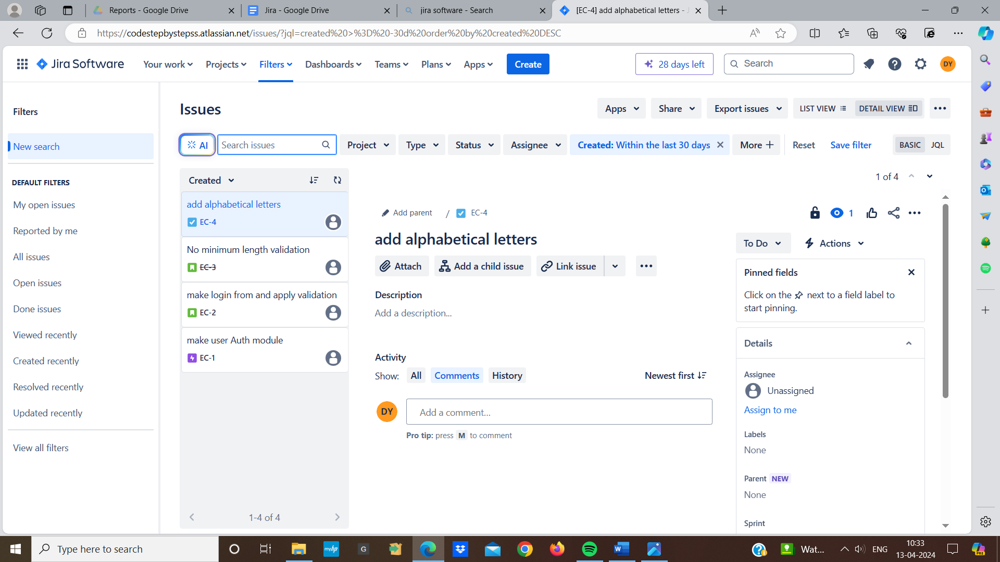 Reports - Google Drive
Jira - Google Drive
jira software - Search
[EC-4] add alphabetical letters - J
https://codestepbystepss.atlassian.net/issues/?jql=created%20>%3D%20-30d%20order%20by%20created%20DESC
Jira Software
Your work
Projects
Filters
Dashboards
Teams
Plans
Apps
Create
28 days left
Search
DY
Filters
New search
DEFAULT FILTERS
My open issues
Reported by me
All issues
Open issues
Done issues
Viewed recently
Created recently
Resolved recently
Updated recently
View all filters
Issues
Apps
Share
Export issues
LIST VIEW
DETAIL VIEW
AI
Search issues
Project
Type
Status
Assignee
Created: Within the last 30 days
More
Reset
Save filter
BASIC
JQL
Created
add alphabetical letters
EC-4
No minimum length validation
EC-3
make login from and apply validation
EC-2
make user Auth module
EC-1
1-4 of 4
1 of 4
Add parent
/
EC-4
1
add alphabetical letters
Attach
Add a child issue
Link issue
Description
Add a description...
Activity
Show:
All
Comments
History
Newest first
DY
Add a comment...
Pro tip: press M to comment
To Do
Actions
Pinned fields
Click on the next to a field label to
start pinning.
Details
Assignee
Unassigned
Assign to me
Labels
None
Parent NEW
None
Sprint
Type here to search
myhp
G
W
Wat...
ENG
10:33
13-04-2024
PRE